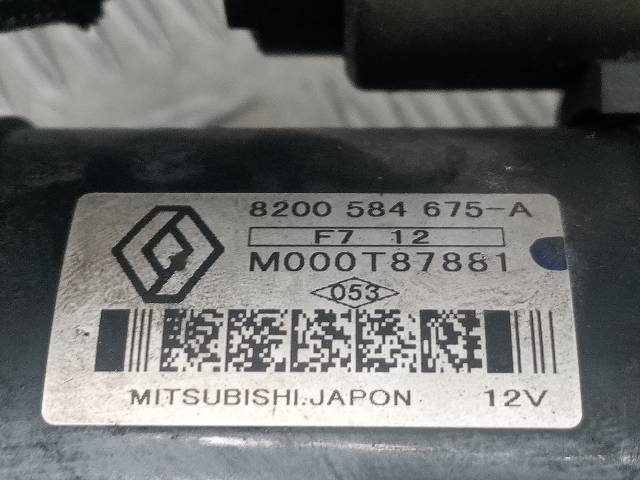 8200 584 675-A
F7 12
M000T87881
053
MITSUBISHI.JAPON 12V